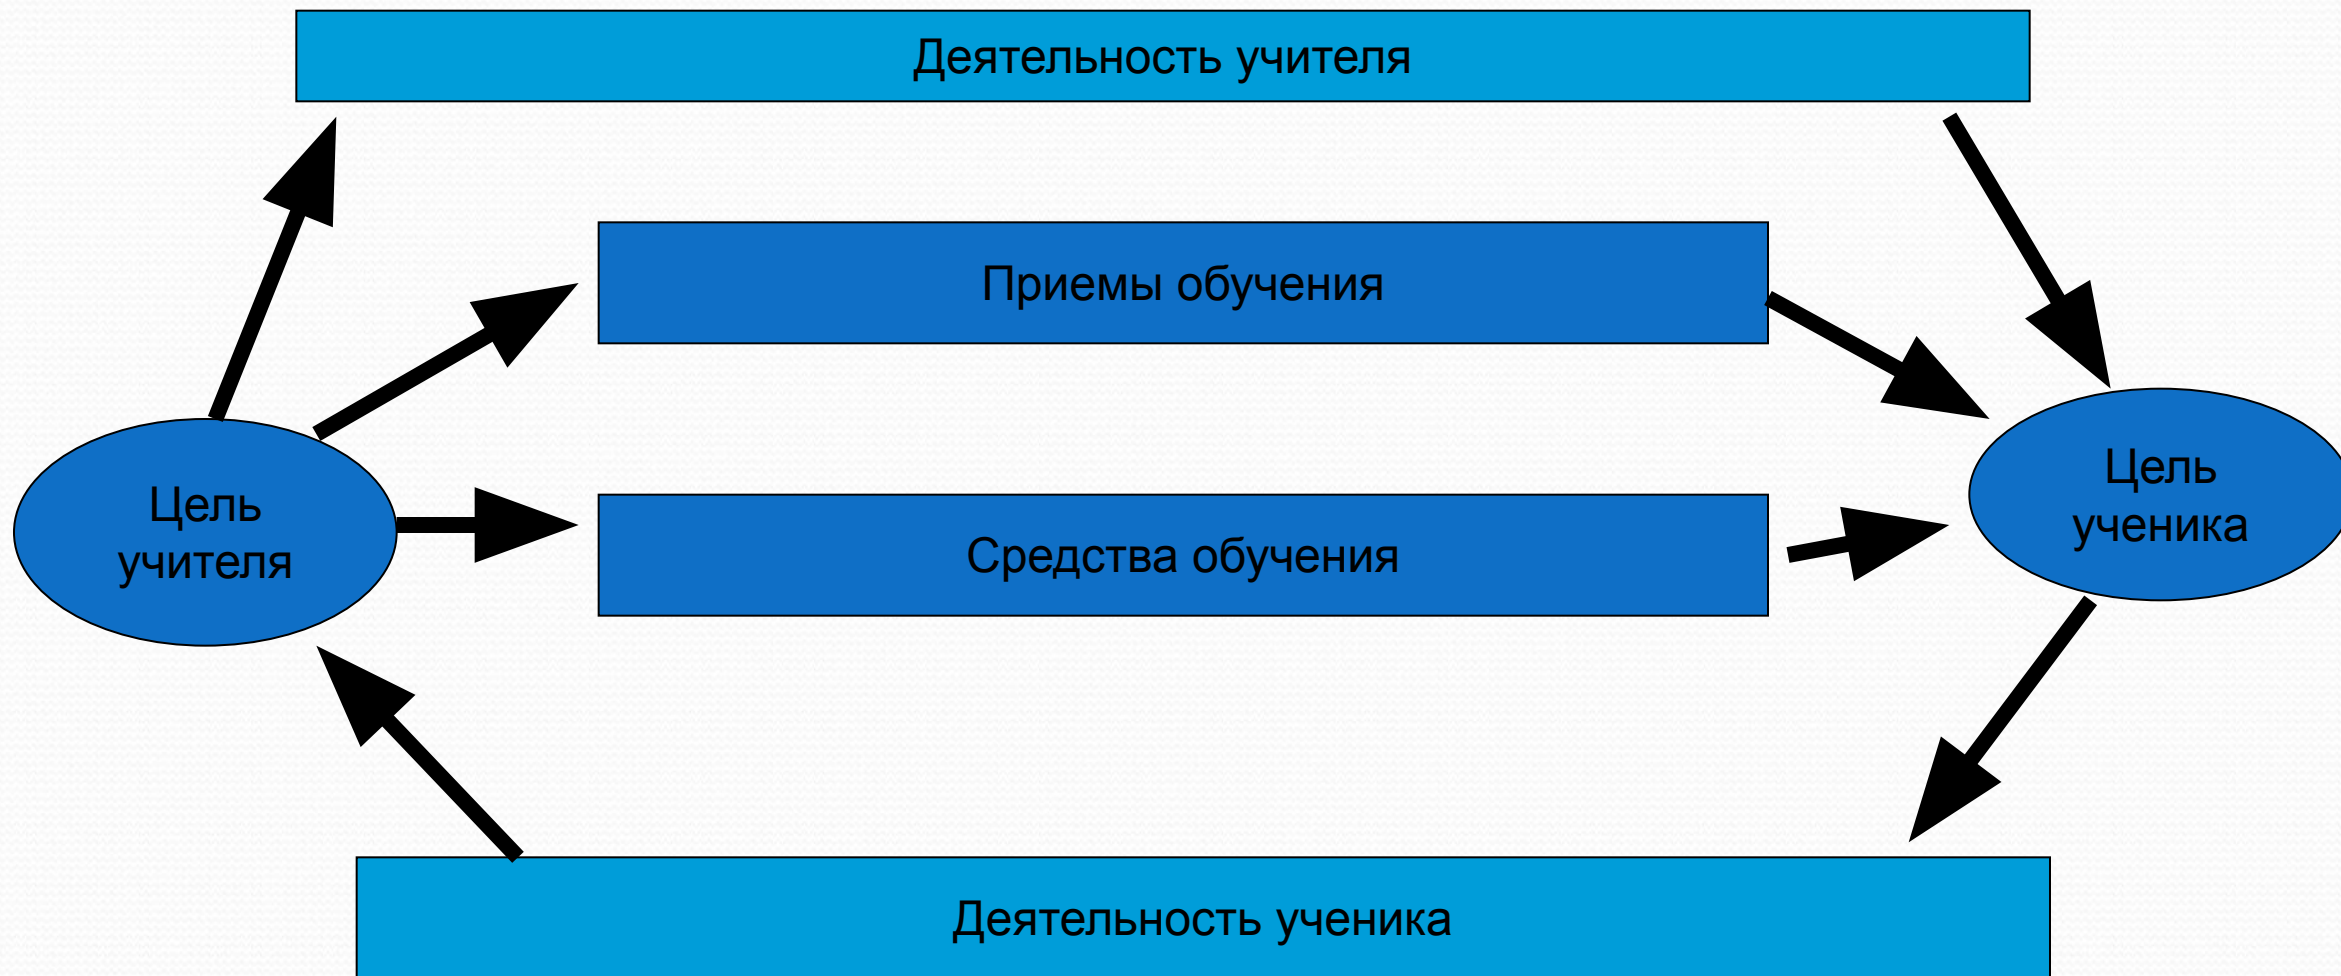 Деятельность учителя
Приемы обучения
Цель
учителя
Средства обучения
Цель
ученика
Деятельность ученика